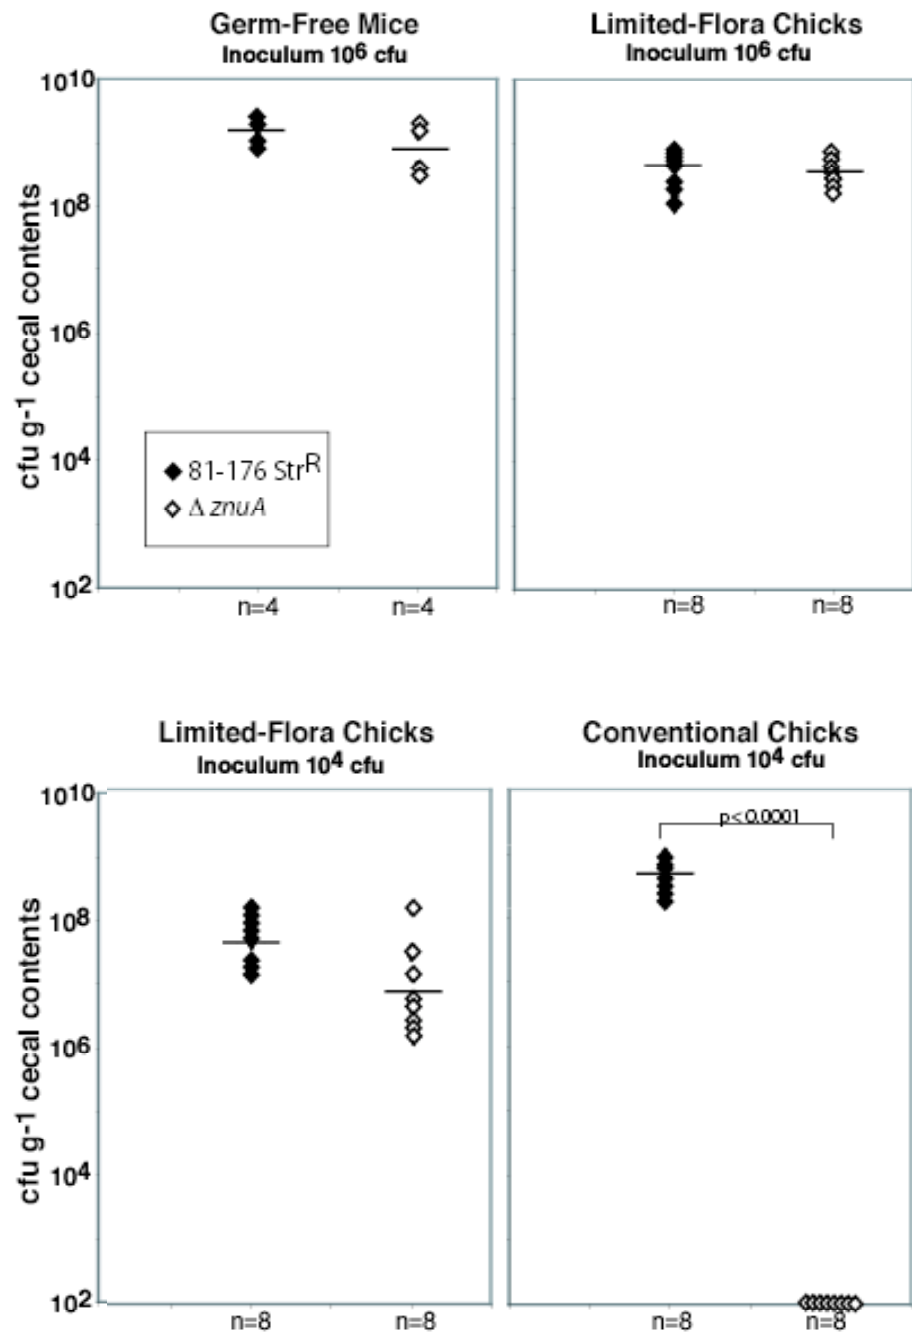 Germ-Free Mice
Inoculum 10⁶ cfu
Limited-Flora Chicks
Inoculum 10⁶ cfu
cfu g-1 cecal contents
10¹⁰
10⁸
10⁶
10⁴
10²
81-176 Strᴿ
Δ znuA
n=4
n=4
n=8
n=8
Limited-Flora Chicks
Inoculum 10⁴ cfu
Conventional Chicks
Inoculum 10⁴ cfu
cfu g-1 cecal contents
10¹⁰
10⁸
10⁶
10⁴
10²
p<0.0001
n=8
n=8
n=8
n=8